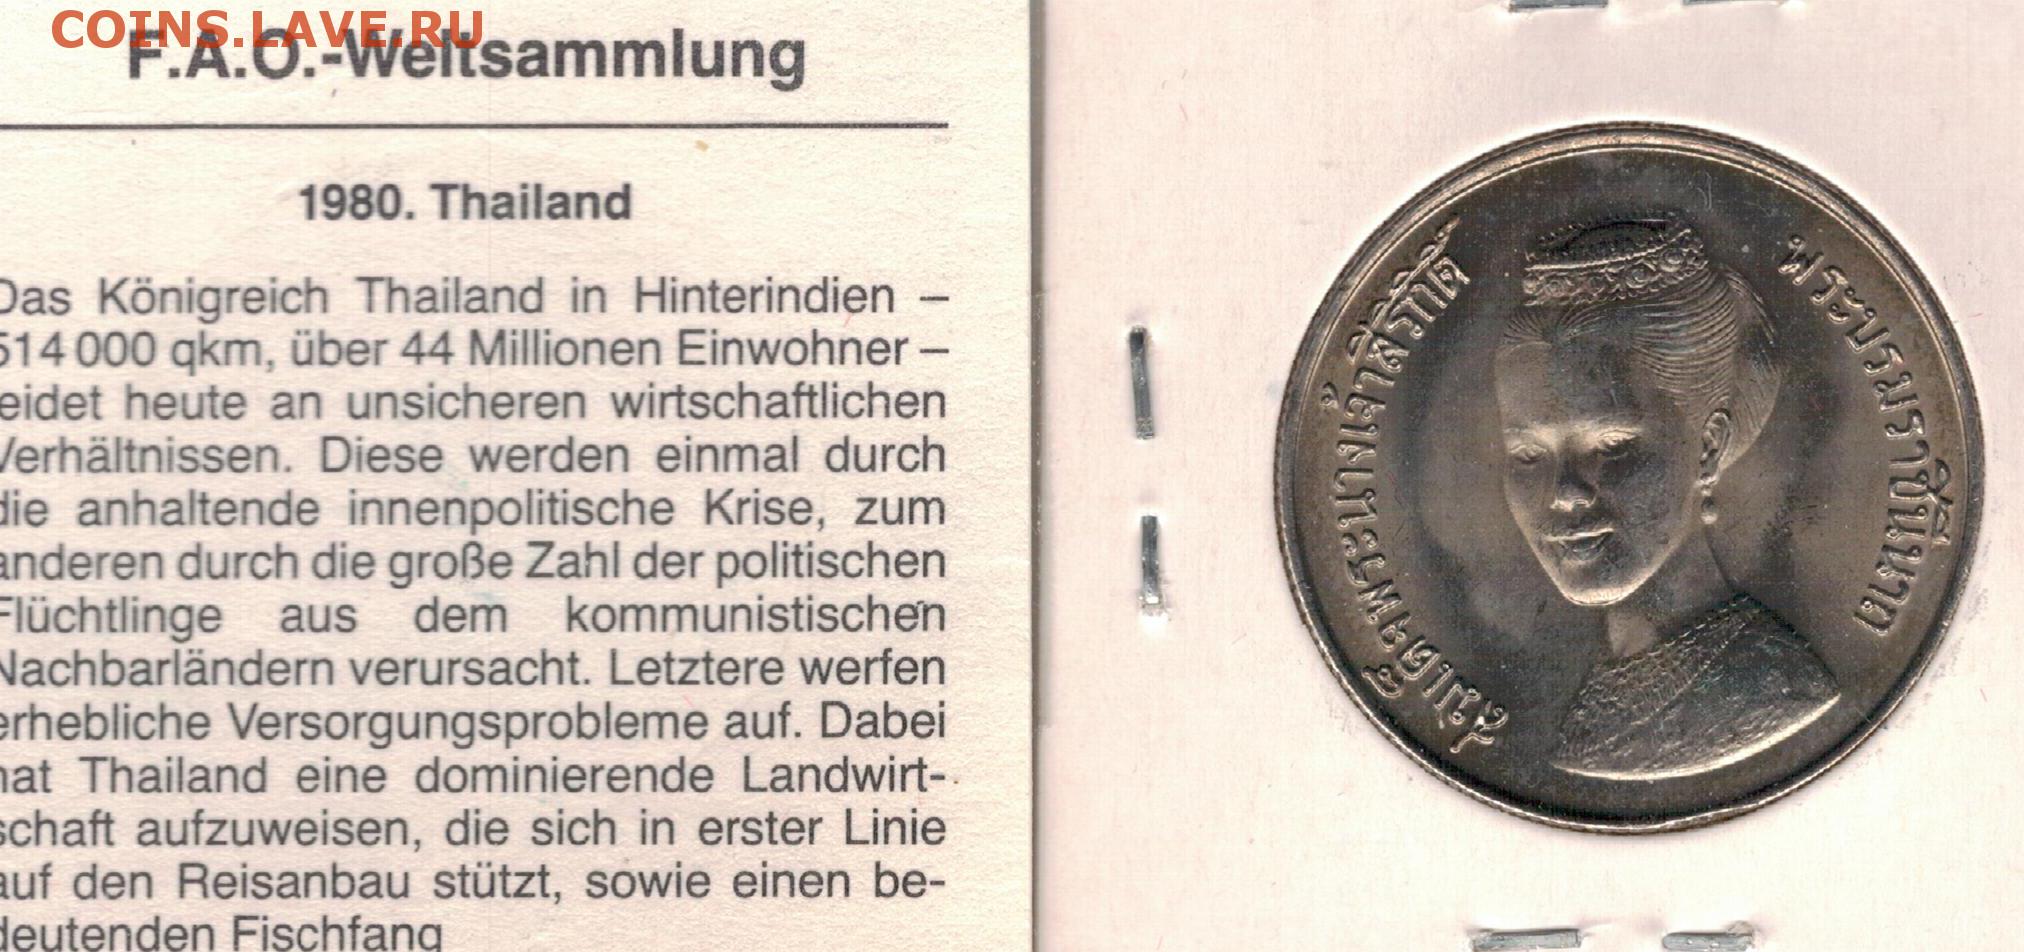 COINS.LAVE.RU
F.A.O.-Weltsammlung
1980. Thailand
Das Königreich Thailand in Hinterindien –
514 000 qkm, über 44 Millionen Einwohner –
leidet heute an unsicheren wirtschaftlichen
Verhältnissen. Diese werden einmal durch
die anhaltende innenpolitische Krise, zum
anderen durch die große Zahl der politischen
Flüchtlinge aus dem kommunistischen
Nachbarländern verursacht. Letztere werfen
erhebliche Versorgungsprobleme auf. Dabei
hat Thailand eine dominierende Landwirt-
schaft aufzuweisen, die sich in erster Linie
auf den Reisanbau stützt, sowie einen be-
deutenden Fischfang
สมเด็จพระนางเจ้าสิริกิติ์
พระบรมราชินีนาถ